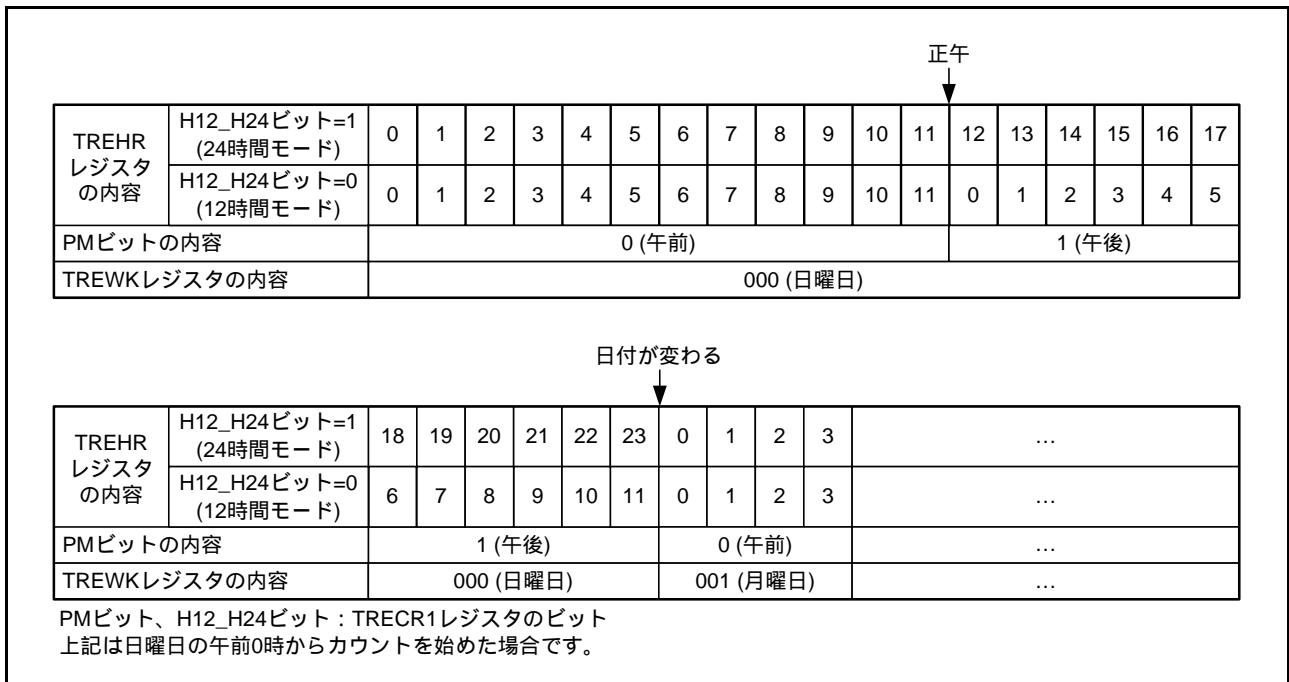 正午
TREHR
レジスタ
の内容
H12_H24ビット=1
(24時間モード)
0 1 2 3 4 5 6 7 8 9 10 11 12 13 14 15 16 17
H12_H24ビット=0
(12時間モード)
0 1 2 3 4 5 6 7 8 9 10 11 0 1 2 3 4 5
PMビットの内容 0 (午前) 1 (午後)
TREWKレジスタの内容 000 (日曜日)
日付が変わる
TREHR
レジスタ
の内容
H12_H24ビット=1
(24時間モード)
18 19 20 21 22 23 0 1 2 3 …
H12_H24ビット=0
(12時間モード)
6 7 8 9 10 11 0 1 2 3 …
PMビットの内容 1 (午後) 0 (午前) …
TREWKレジスタの内容 000 (日曜日) 001 (月曜日) …
PMビット、H12_H24ビット：TRECR1レジスタのビット
上記は日曜日の午前0時からカウントを始めた場合です。